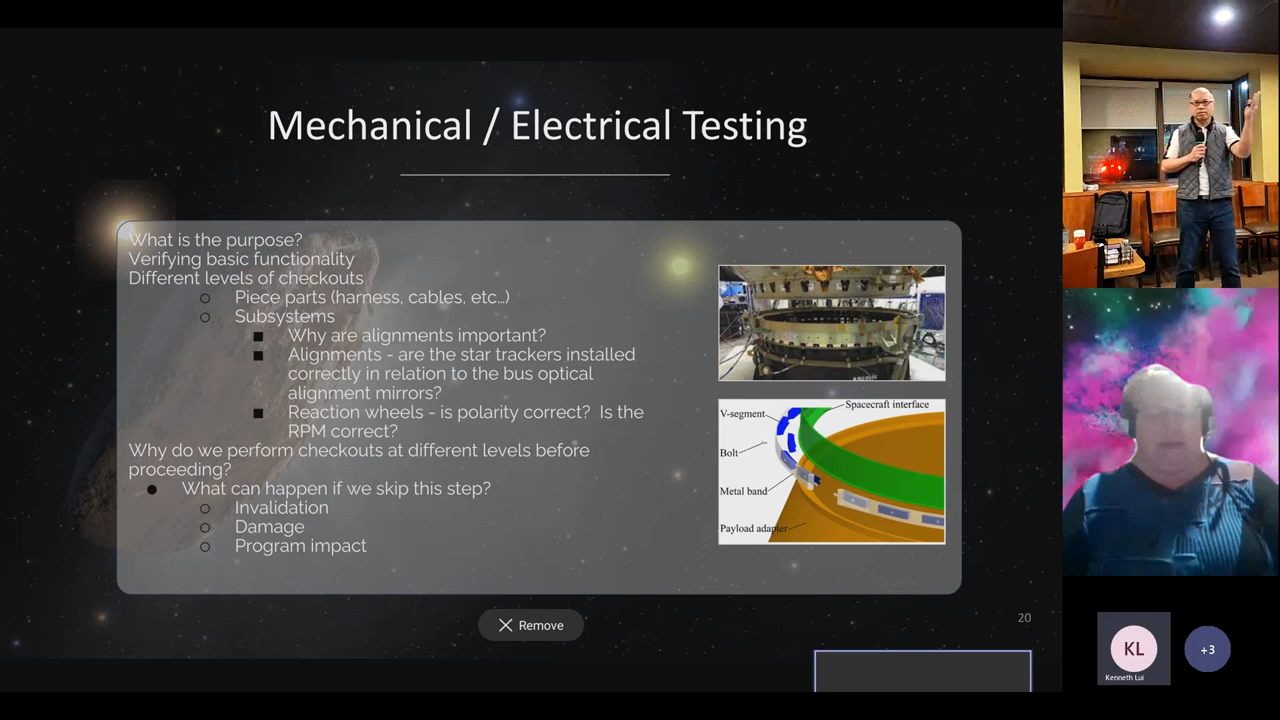 Mechanical / Electrical Testing
What is the purpose?
Verifying basic functionality
Different levels of checkouts
Piece parts (harness, cables, etc...)
Subsystems
Why are alignments important?
Alignments - are the star trackers installed
correctly in relation to the bus optical
alignment mirrors?
Reaction wheels - is polarity correct? Is the
RPM correct?
Why do we perform checkouts at different levels before
proceeding?
What can happen if we skip this step?
Invalidation
Damage
Program impact
V-segment
Spacecraft interface
Bolt
Metal band
Payload adapter
Remove
20
KL
Kenneth Lui
+3